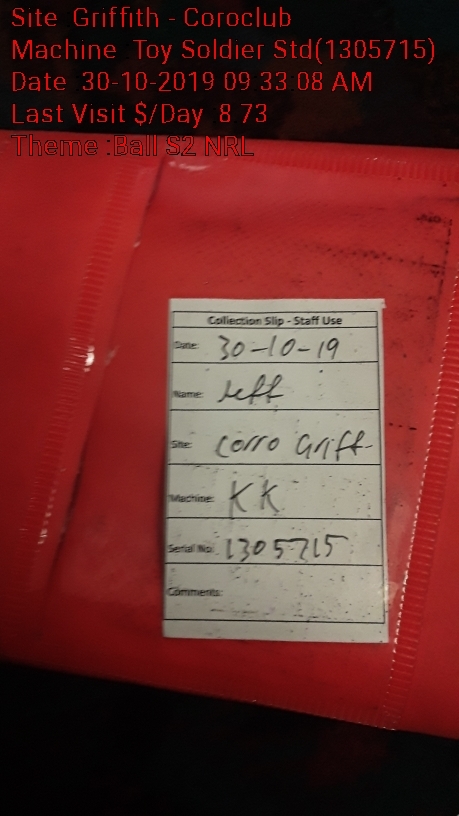 Site Griffith - Coroclub
Machine Toy Soldier Std(1305715)
Date 30-10-2019 09 33:08 AM
Last Visit $/Day 8 73
Theme :Ball S2 NRL
Collection Slip - Staff Use
Date: 30-10-19
Name: Jeff
Site: Corro Griff-
Machine: KK
Serial No: 1305715
Comments: